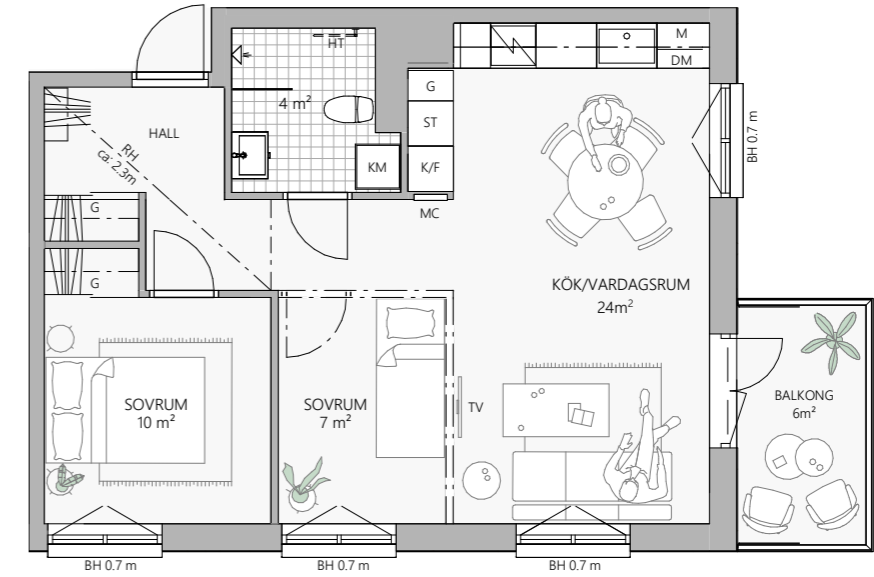 HT
M
DM
G
4 m²
ST
HALL
BH 0.7 m
RH
ca: 2.3m
KM
K/F
G
MC
G
KÖK/VARDAGSRUM
24m²
BALKONG
6m²
SOVRUM
10 m²
SOVRUM
7 m²
TV
BH 0.7 m
BH 0.7 m
BH 0.7 m